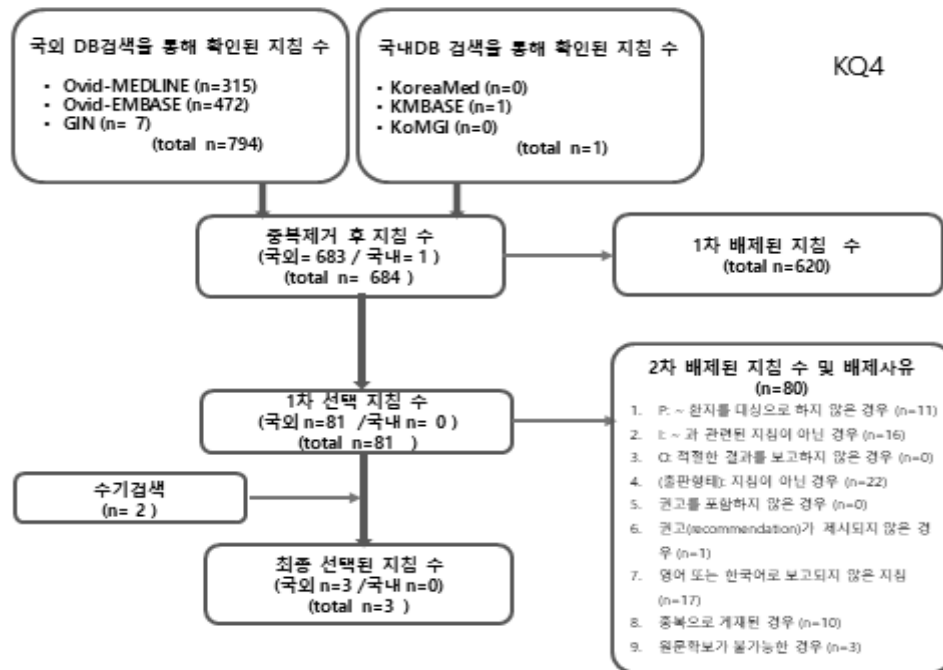 국외 DB검색을 통해 확인된 지침 수
• Ovid-MEDLINE (n=315)
• Ovid-EMBASE (n=472)
• GIN (n= 7)
(total n=794)
국내DB 검색을 통해 확인된 지침 수
• KoreaMed (n=0)
• KMBASE (n=1)
• KoMGI (n=0)
(total n=1)
KQ4
중복제거 후 지침 수
(국외= 683 / 국내= 1 )
(total n= 684 )
1차 배제된 지침 수
(total n=620)
1차 선택 지침 수
(국외 n=81 /국내 n= 0 )
(total n=81 )
2차 배제된 지침 수 및 배제사유
(n=80)
1. P: ~ 환자를 대상으로 하지 않은 경우 (n=11)
2. I: ~ 과 관련된 지침이 아닌 경우 (n=16)
3. O: 적절한 결과를 보고하지 않은 경우 (n=0)
4. (출판형태): 지침이 아닌 경우 (n=22)
5. 권고를 포함하지 않은 경우 (n=0)
6. 권고(recommendation)가 제시되지 않은 경
우 (n=1)
7. 영어 또는 한국어로 보고되지 않은 지침
(n=17)
8. 중복으로 게재된 경우 (n=10)
9. 원문확보가 불가능한 경우 (n=3)
수기검색
(n= 2 )
최종 선택된 지침 수
(국외 n=3 /국내 n=0)
(total n=3 )